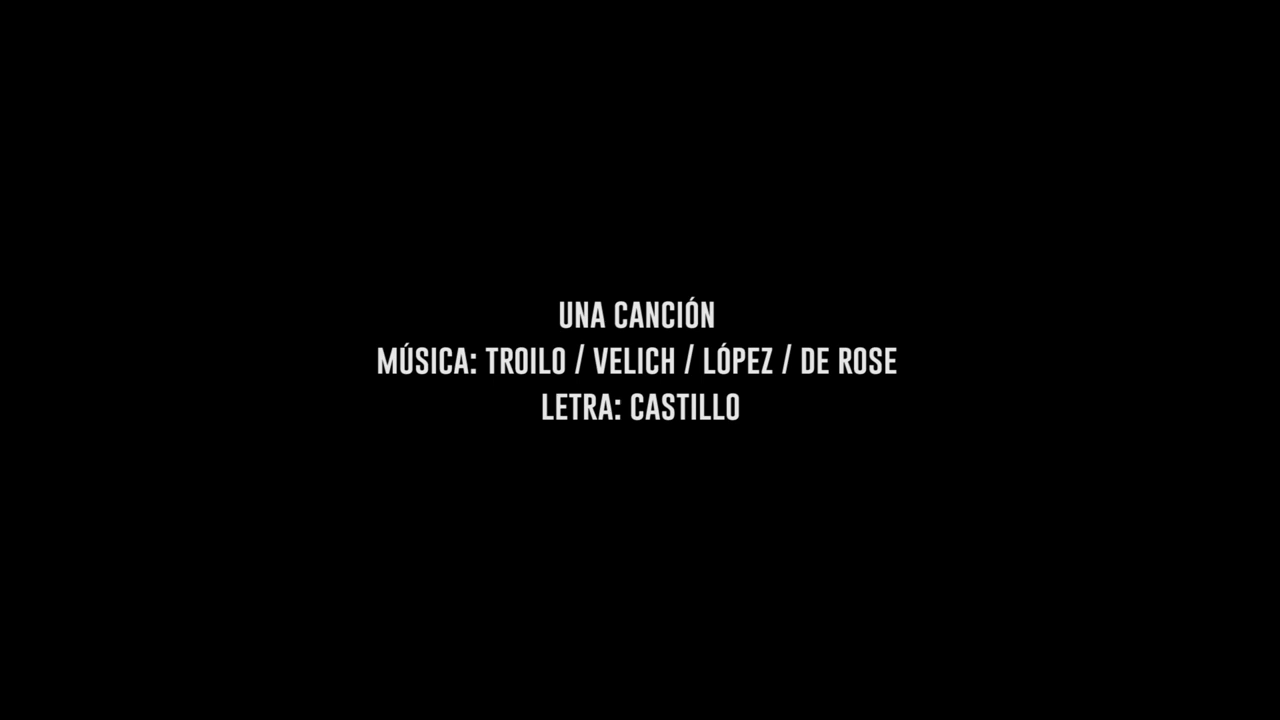 UNA CANCIÓN
MÚSICA: TROILO / VELICH / LÓPEZ / DE ROSE
LETRA: CASTILLO